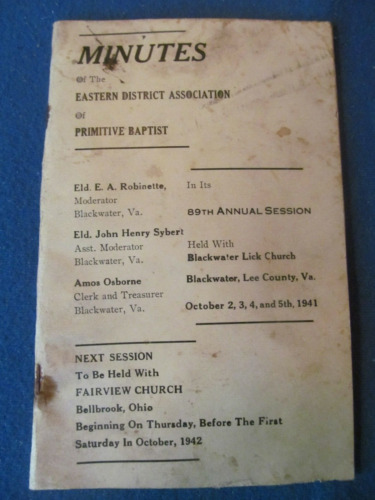 MINUTES
Of The
EASTERN DISTRICT ASSOCIATION
Of
PRIMITIVE BAPTIST
Eld. E. A. Robinette,
Moderator
Blackwater, Va.
Eld. John Henry Sybert
Asst. Moderator
Blackwater, Va.
Amos Osborne
Clerk and Treasurer
Blackwater, Va.
In Its
89TH ANNUAL SESSION
Held With
Blackwater Lick Church
Blackwater, Lee County, Va.
October 2, 3, 4, and 5th, 1941
NEXT SESSION
To Be Held With
FAIRVIEW CHURCH
Bellbrook, Ohio
Beginning On Thursday, Before The First
Saturday In October, 1942